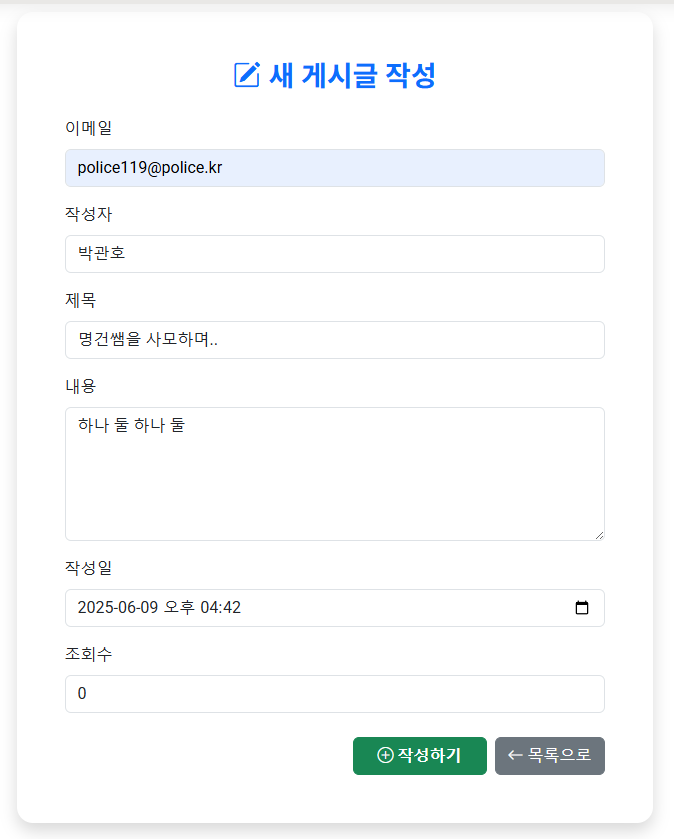 새 게시글 작성
이메일
police119@police.kr
작성자
박관호
제목
명건쌤을 사모하며..
내용
하나 둘 하나 둘
작성일
2025-06-09 오후 04:42
조회수
0
작성하기 ← 목록으로